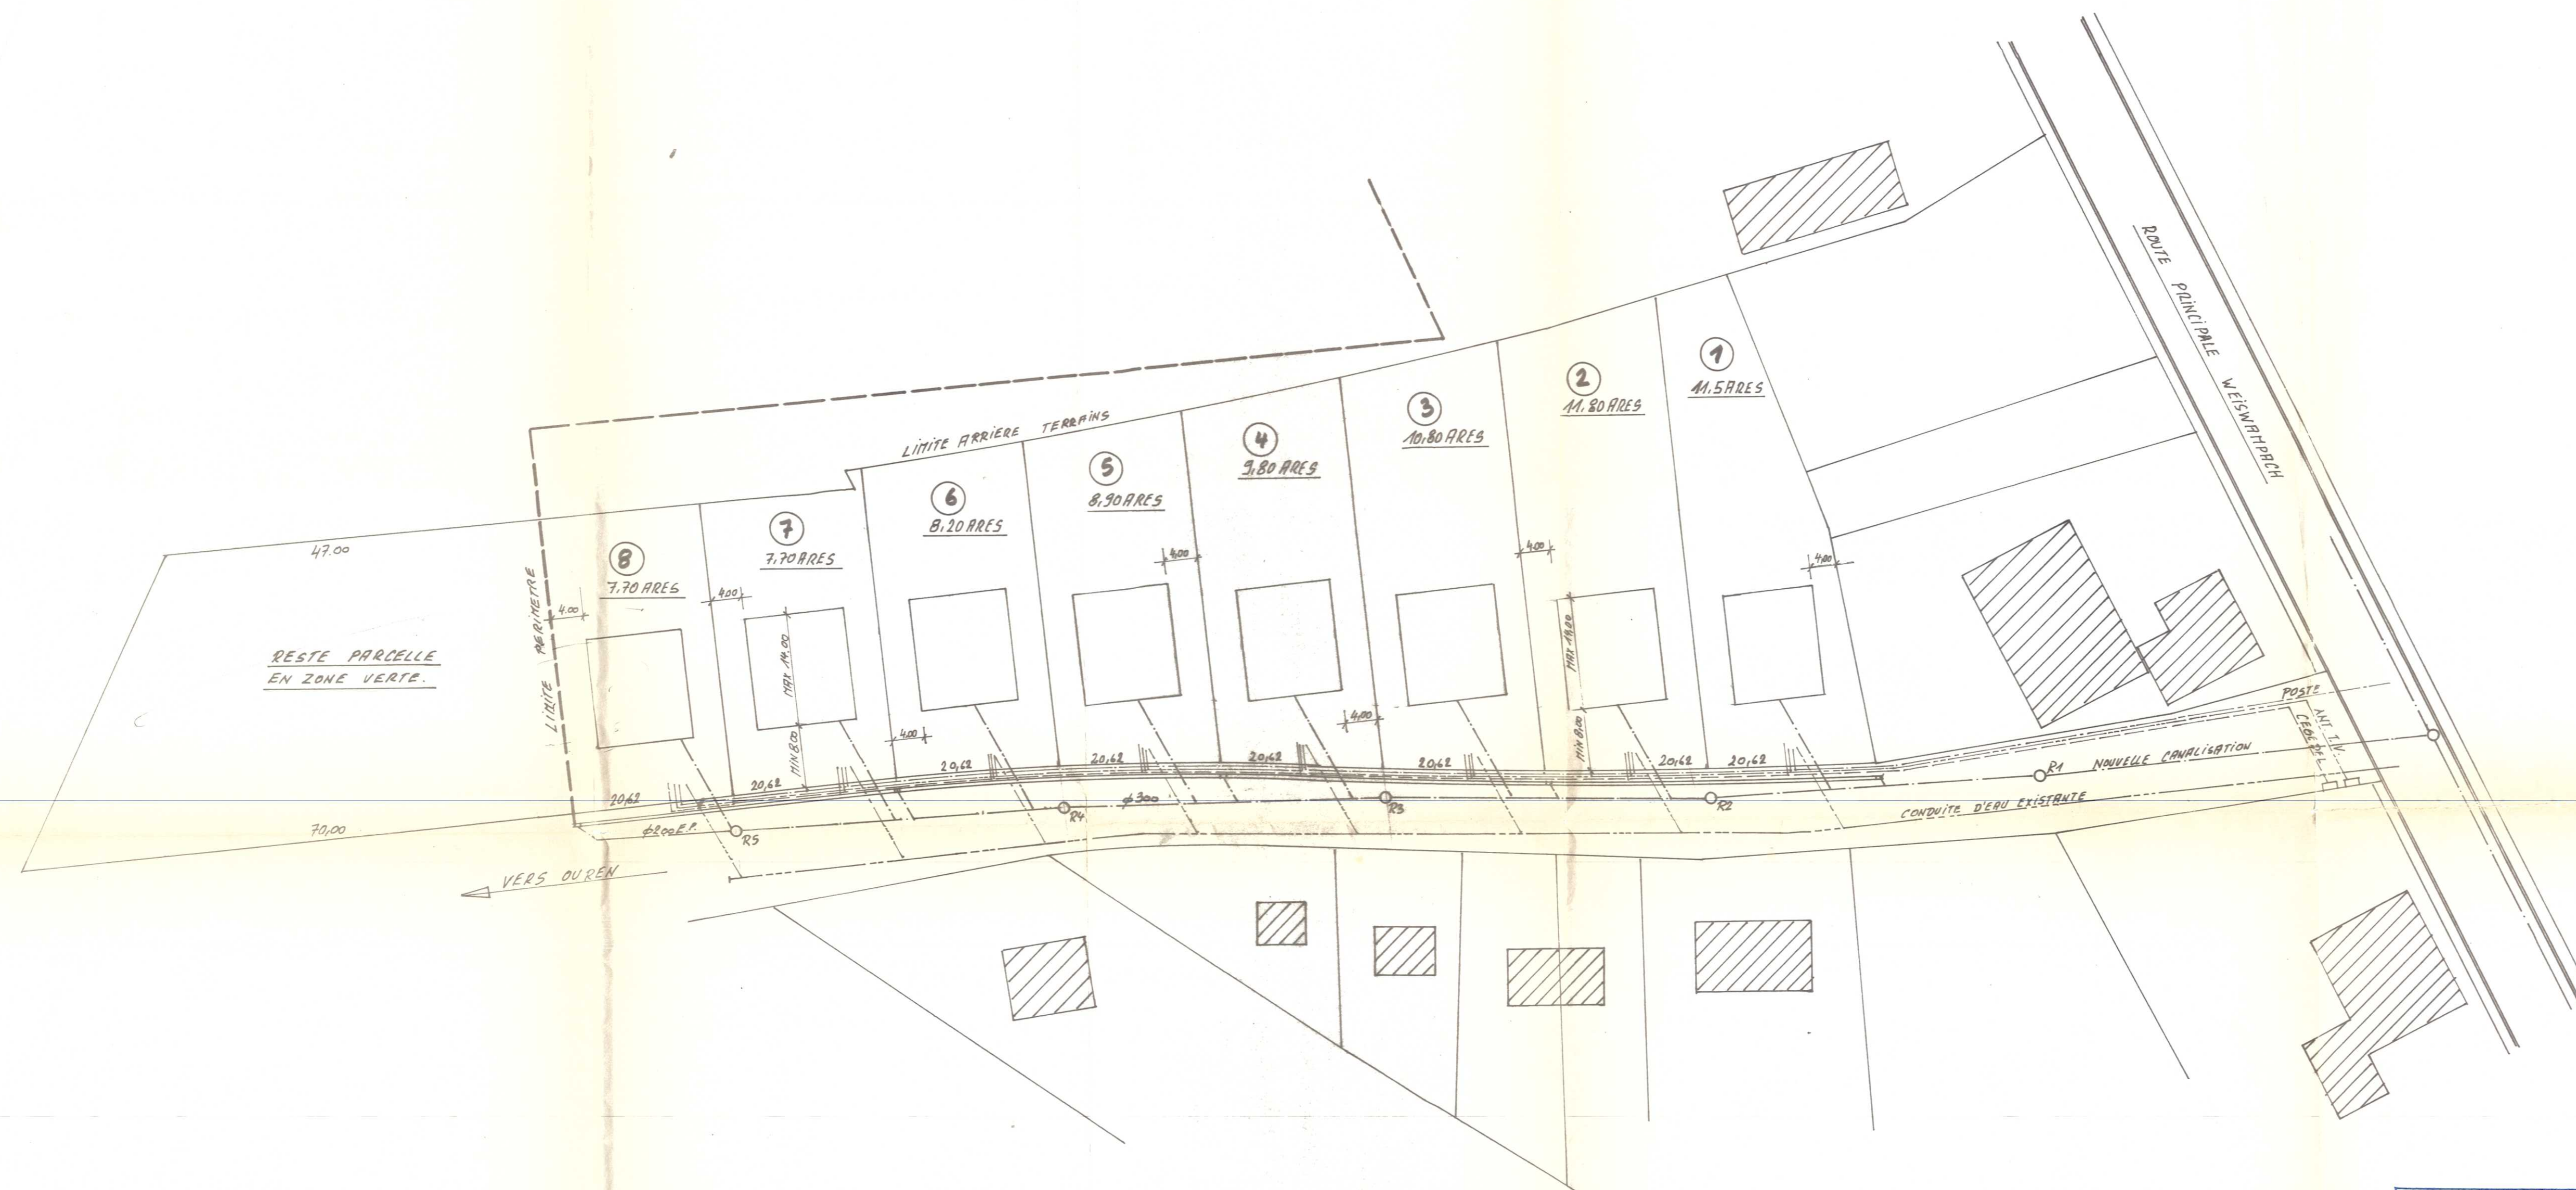 ROUTE PRINCIPALE WEISWAMPACH
1
11.5 ARES
2
11.80 ARES
3
10.80 ARES
4
9.80 ARES
5
8.90 ARES
6
8.20 ARES
7
7.70 ARES
8
7.70 ARES
LIMITE ARRIÈRE TERRAINS
LIMITE PERIMETRE
47.00
RESTE PARCELLE
EN ZONE VERTE.
70,00
4.00
4.00
4.00
4.00
4.00
4.00
4.00
MAX 14.00
MIN 8.00
MAX 14.00
MIN 8.00
20,62
20,62
20,62
20,62
20,62
20,62
20,62
20,62
φ200 E.P.
R5
R4
φ300
R3
R2
R1
NOUVELLE CANALISATION
CONDUITE D'EAU EXISTANTE
POSTE
ANT. T.V.
CEGEDEL
VERS OUREN